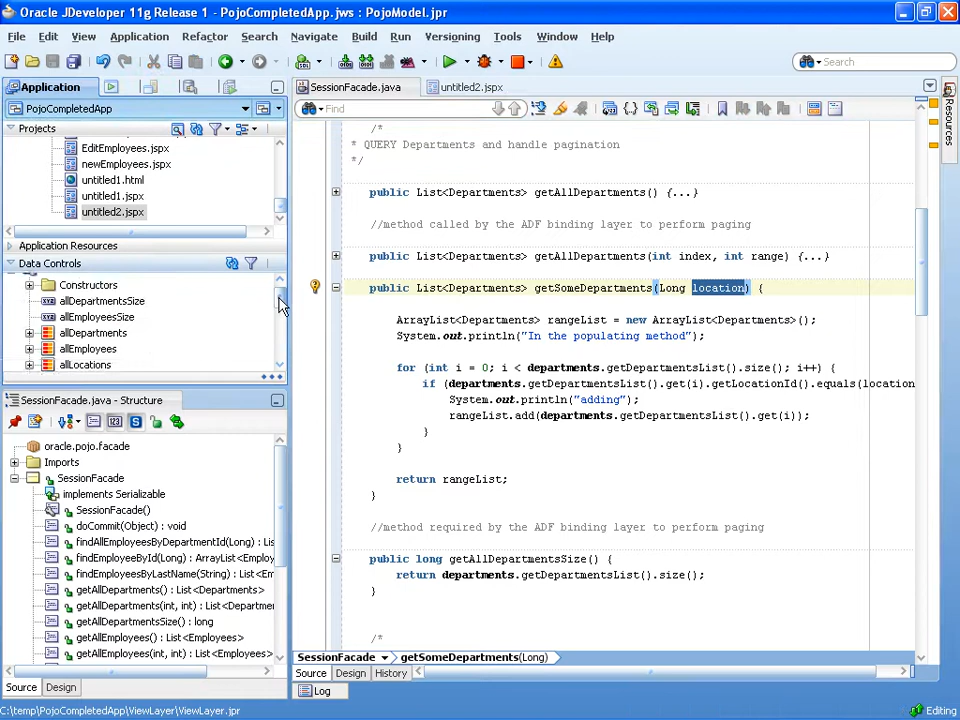 Oracle JDeveloper 11g Release 1 - PojoCompletedApp.jws : PojoModel.jpr
File Edit View Application Refactor Search Navigate Build Run Versioning Tools Window Help
Search
Application
PojoCompletedApp
Projects
EditEmployees.jspx
newEmployees.jspx
untitled1.html
untitled1.jspx
untitled2.jspx
Application Resources
Data Controls
Constructors
allDepartmentsSize
allEmployeesSize
allDepartments
allEmployees
allLocations
SessionFacade.java - Structure
oracle.pojo.facade
Imports
SessionFacade
implements Serializable
SessionFacade()
doCommit(Object) : void
findAllEmployeesByDepartmentId(Long) : Lis
findEmployeeById(Long) : ArrayList<Employ
findEmployeesByLastName(String) : List<Em
getAllDepartments() : List<Departments>
getAllDepartments(int, int) : List<Departme
getAllDepartmentsSize() : long
getAllEmployees() : List<Employees>
getAllEmployees(int, int) : List<Employees>
Source Design
SessionFacade.java untitled2.jspx
Find
/*
* QUERY Departments and handle pagination
*/
public List<Departments> getAllDepartments() {...}
//method called by the ADF binding layer to perform paging
public List<Departments> getAllDepartments(int index, int range) {...}
public List<Departments> getSomeDepartments(Long location) {
ArrayList<Departments> rangeList = new ArrayList<Departments>();
System.out.println("In the populating method");
for (int i = 0; i < departments.getDepartmentsList().size(); i++) {
if (departments.getDepartmentsList().get(i).getLocationId().equals(location
System.out.println("adding");
rangeList.add(departments.getDepartmentsList().get(i));
}
}
return rangeList;
}
//method required by the ADF binding layer to perform paging
public long getAllDepartmentsSize() {
return departments.getDepartmentsList().size();
}
/*
SessionFacade getSomeDepartments(Long)
Source Design History
Log
Resources
C:\temp\PojoCompletedApp\ViewLayer\ViewLayer.jpr
Editing